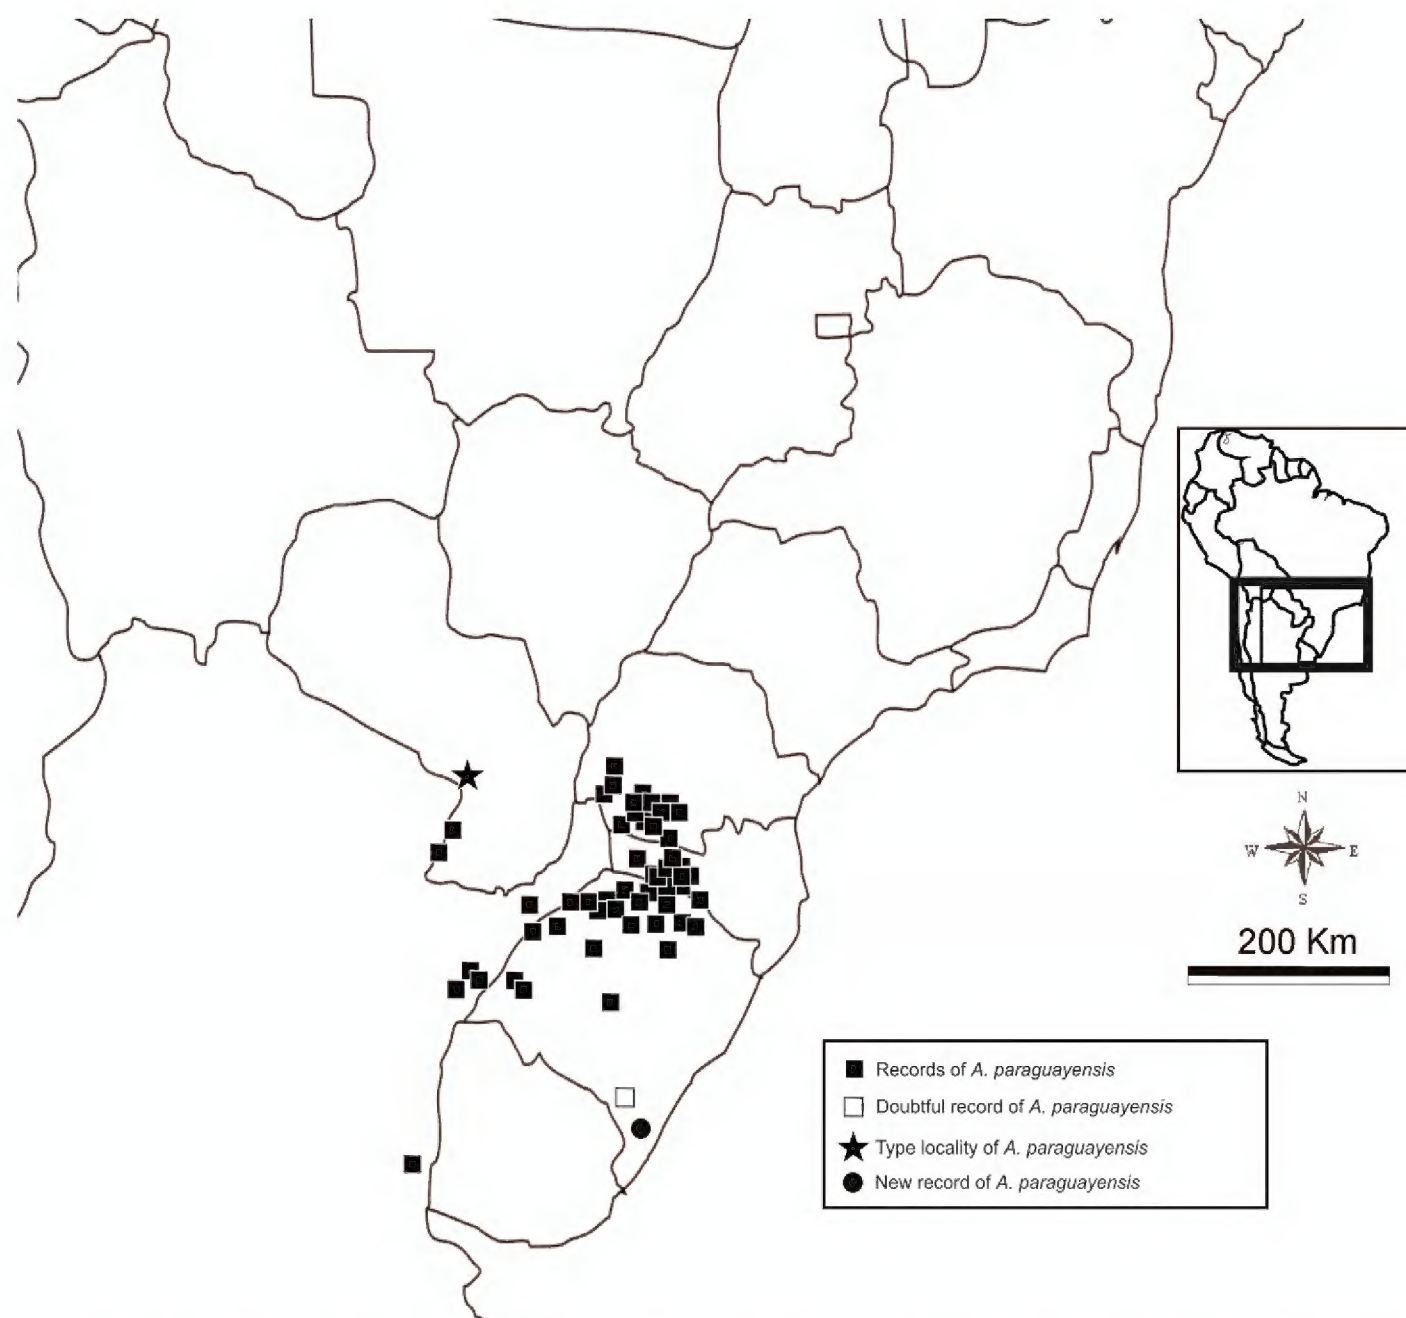 N
W E
S
200 Km
Records of A. paraguayensis
Doubtful record of A. paraguayensis
Type locality of A. paraguayensis
New record of A. paraguayensis